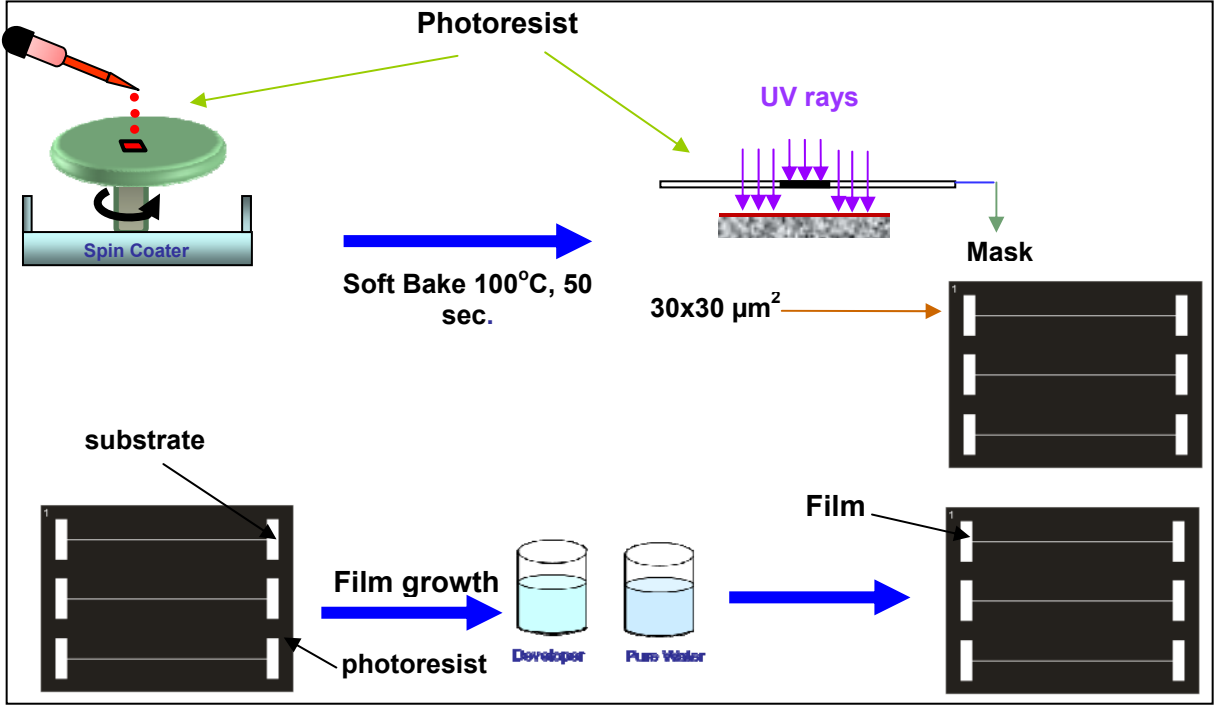 Photoresist
UV rays
Spin Coater
Soft Bake 100°C, 50
sec.
Mask
30x30 µm²
1
substrate
1
Film growth
photoresist
Developer
Pure Water
Film
1